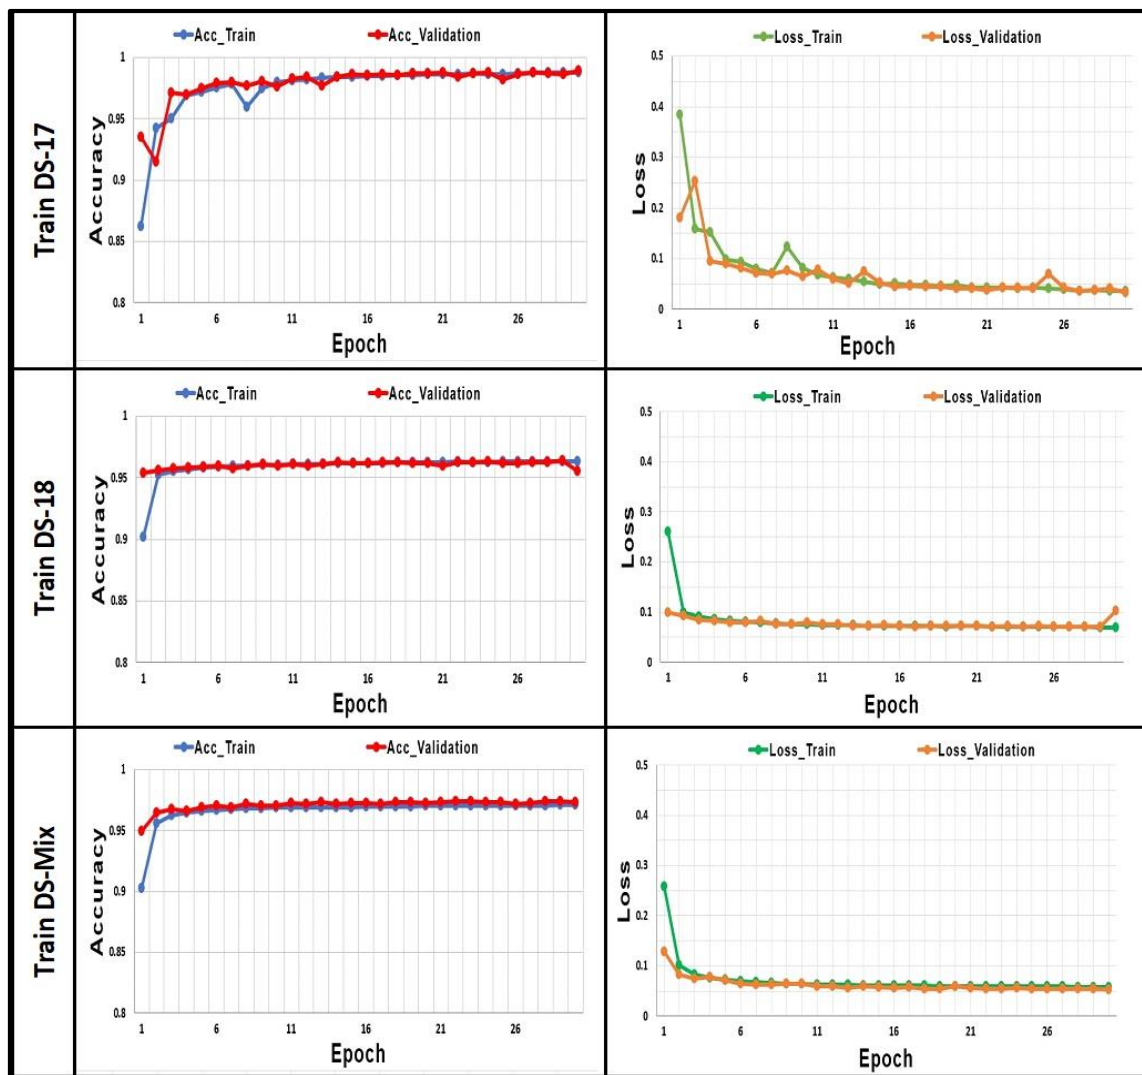 Train DS-17
Acc_Train Acc_Validation
1
0.95
0.9
0.85
0.8
Accuracy
1 6 11 16 21 26
Epoch
Loss_Train Loss_Validation
0.5
0.4
0.3
0.2
0.1
0
Loss
1 6 11 16 21 26
Epoch
Train DS-18
Acc_Train Acc_Validation
1
0.95
0.9
0.85
0.8
Accuracy
1 6 11 16 21 26
Epoch
Loss_Train Loss_Validation
0.5
0.4
0.3
0.2
0.1
0
Loss
1 6 11 16 21 26
Epoch
Train DS-Mix
Acc_Train Acc_Validation
1
0.95
0.9
0.85
0.8
Accuracy
1 6 11 16 21 26
Epoch
Loss_Train Loss_Validation
0.5
0.4
0.3
0.2
0.1
0
Loss
1 6 11 16 21 26
Epoch